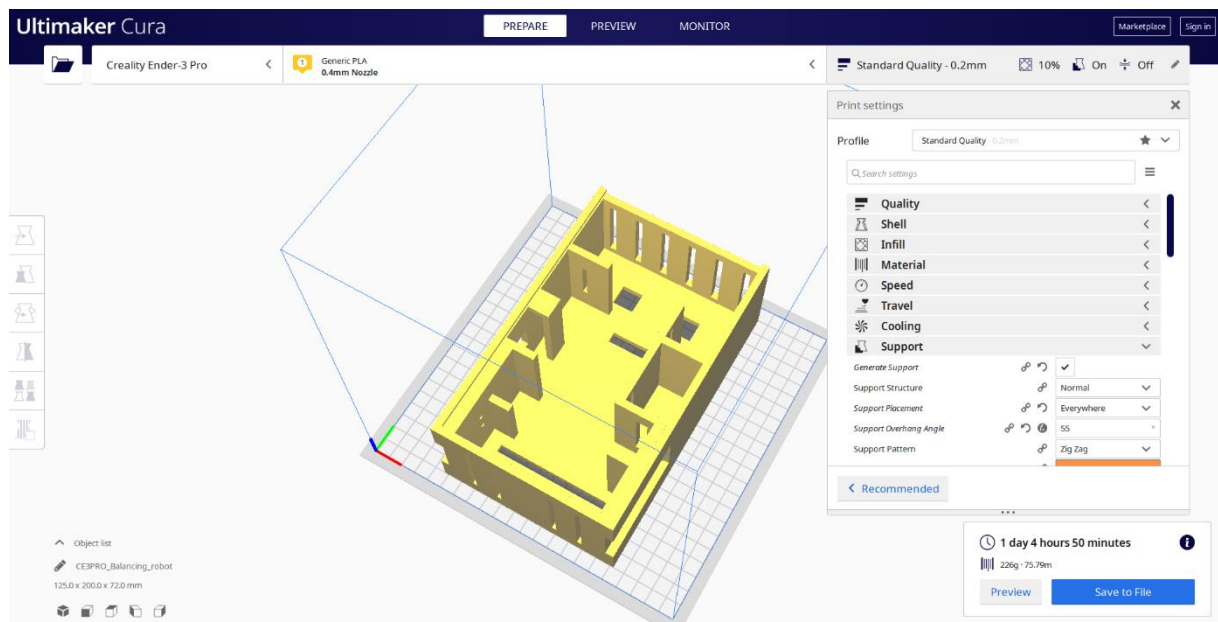 Ultimaker Cura
PREPARE PREVIEW MONITOR
Marketplace Sign in
Creality Ender-3 Pro
1
Generic PLA
0.4mm Nozzle
Standard Quality - 0.2mm 10% On Off
Print settings
Profile Standard Quality 0.2mm
Search settings
Quality
Shell
Infill
Material
Speed
Travel
Cooling
Support
Generate Support
Support Structure Normal
Support Placement Everywhere
Support Overhang Angle 55 °
Support Pattern Zig Zag
Recommended
Object list
CE3PRO_Balancing_robot
125.0 x 200.0 x 72.0 mm
1 day 4 hours 50 minutes
226g · 75.79m
Preview Save to File